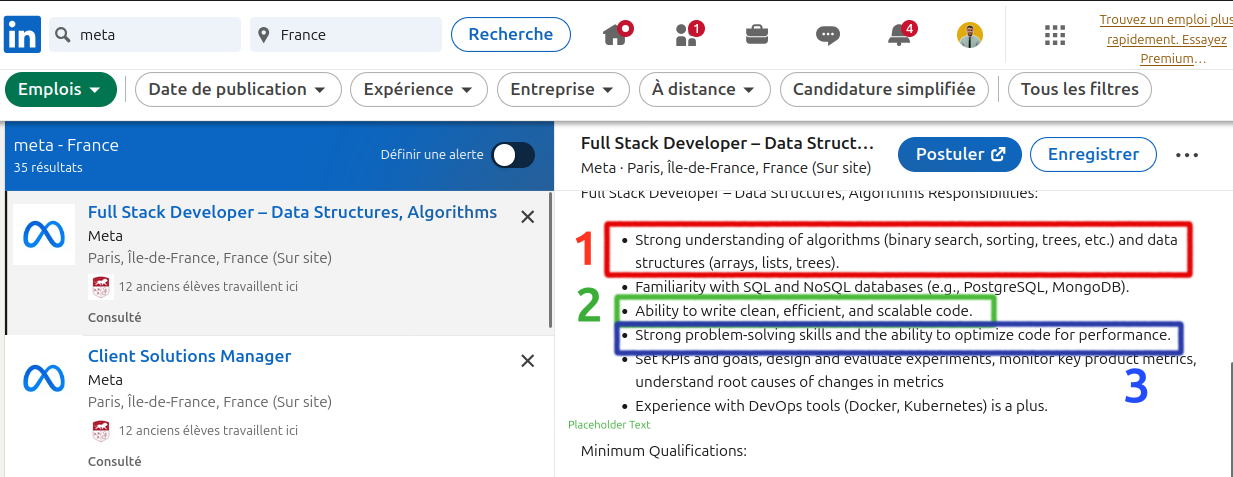 in
meta
France
Recherche
1
4
Trouvez un emploi plus
rapidement. Essayez
Premium…
Emplois
Date de publication
Expérience
Entreprise
À distance
Candidature simplifiée
Tous les filtres
meta - France
35 résultats
Définir une alerte
Full Stack Developer – Data Structures, Algorithms
Meta
Paris, Île-de-France, France (Sur site)
12 anciens élèves travaillent ici
Consulté
Client Solutions Manager
Meta
Paris, Île-de-France, France (Sur site)
12 anciens élèves travaillent ici
Consulté
Full Stack Developer – Data Struct…
Meta · Paris, Île-de-France, France (Sur site)
Postuler
Enregistrer
Full Stack Developer – Data Structures, Algorithms Responsibilities:
1
• Strong understanding of algorithms (binary search, sorting, trees, etc.) and data
structures (arrays, lists, trees).
• Familiarity with SQL and NoSQL databases (e.g., PostgreSQL, MongoDB).
2
• Ability to write clean, efficient, and scalable code.
• Strong problem-solving skills and the ability to optimize code for performance.
• Set KPIs and goals, design and evaluate experiments, monitor key product metrics,
understand root causes of changes in metrics
3
• Experience with DevOps tools (Docker, Kubernetes) is a plus.
Placeholder Text
Minimum Qualifications: